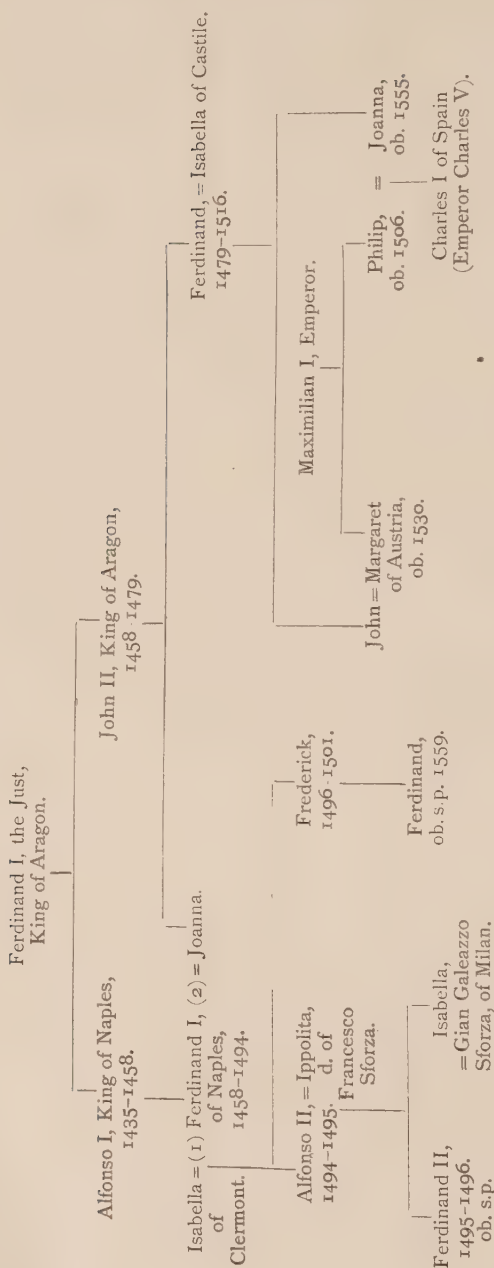 Ferdinand I, the Just,
King of Aragon.
Alfonso I, King of Naples,
1435-1458.
John II, King of Aragon,
1458-1479.
Isabella = (1) Ferdinand I, (2) = Joanna.
of
Clermont.
of Naples,
1458-1494.
Ferdinand, = Isabella of Castile.
1479-1516.
Alfonso II, = Ippolita,
1494-1495. d. of
Francesco
Sforza.
Frederick,
1496-1501.
Maximilian I, Emperor.
Ferdinand II,
1495-1496.
ob. s.p.
Isabella,
=Gian Galeazzo
Sforza, of Milan.
Ferdinand,
ob. s.p. 1559.
John = Margaret
of Austria,
ob. 1530.
Philip, = Joanna,
ob. 1506. ob. 1555.
Charles I of Spain
(Emperor Charles V).